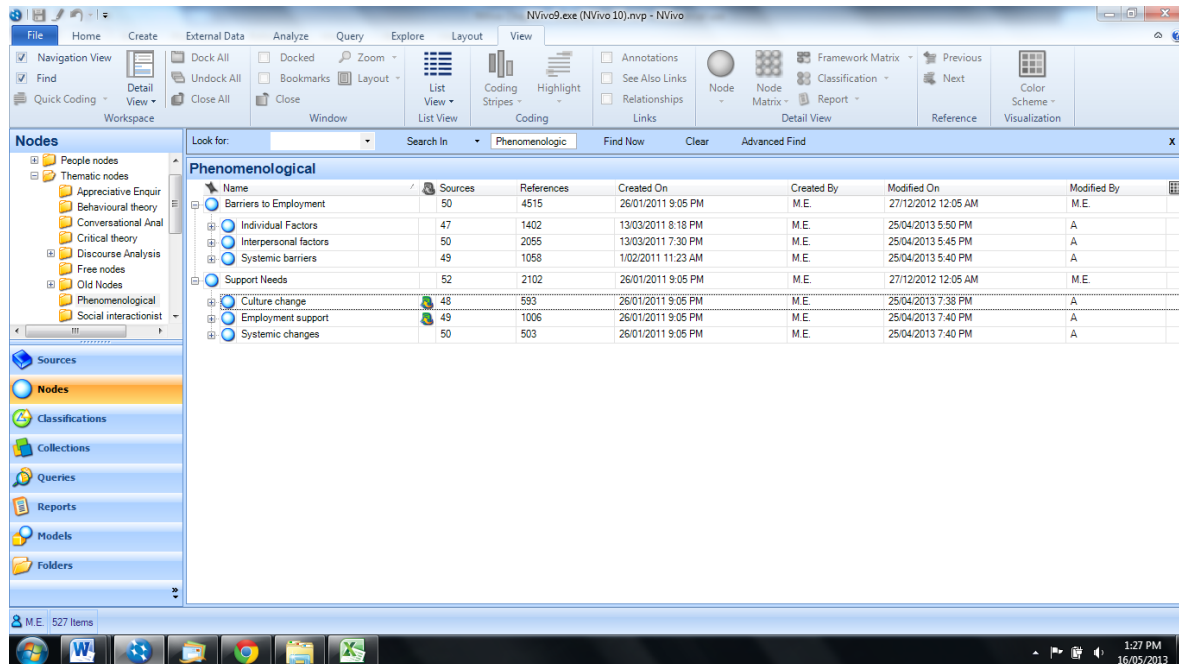 NVivo9.exe (NVivo 10).nvp - NVivo
File Home Create External Data Analyze Query Explore Layout View
Navigation View Dock All Docked Zoom Annotations Framework Matrix Previous
Find Undock All Bookmarks Layout See Also Links Classification Next
Quick Coding Close All Close Relationships Report
Detail View List View Coding Stripes Highlight Node Node Matrix Color Scheme
Workspace Window List View Coding Links Detail View Reference Visualization
Nodes
Look for: Search In Phenomenologic Find Now Clear Advanced Find x
People nodes
Thematic nodes
Appreciative Enquir
Behavioural theory
Conversational Anal
Critical theory
Discourse Analysis
Free nodes
Old Nodes
Phenomenological
Social interactionist
Phenomenological
Name Sources References Created On Created By Modified On Modified By
Barriers to Employment 50 4515 26/01/2011 9:05 PM M.E. 27/12/2012 12:05 AM M.E.
Individual Factors 47 1402 13/03/2011 8:18 PM M.E. 25/04/2013 5:50 PM A
Interpersonal factors 50 2055 13/03/2011 7:30 PM M.E. 25/04/2013 5:45 PM A
Systemic barriers 49 1058 1/02/2011 11:23 AM M.E. 25/04/2013 5:40 PM A
Support Needs 52 2102 26/01/2011 9:05 PM M.E. 27/12/2012 12:05 AM M.E.
Culture change 48 593 26/01/2011 9:05 PM M.E. 25/04/2013 7:38 PM A
Employment support 49 1006 26/01/2011 9:05 PM M.E. 25/04/2013 7:40 PM A
Systemic changes 50 503 26/01/2011 9:05 PM M.E. 25/04/2013 7:40 PM A
Sources
Nodes
Classifications
Collections
Queries
Reports
Models
Folders
M.E. 527 Items
1:27 PM
16/05/2013